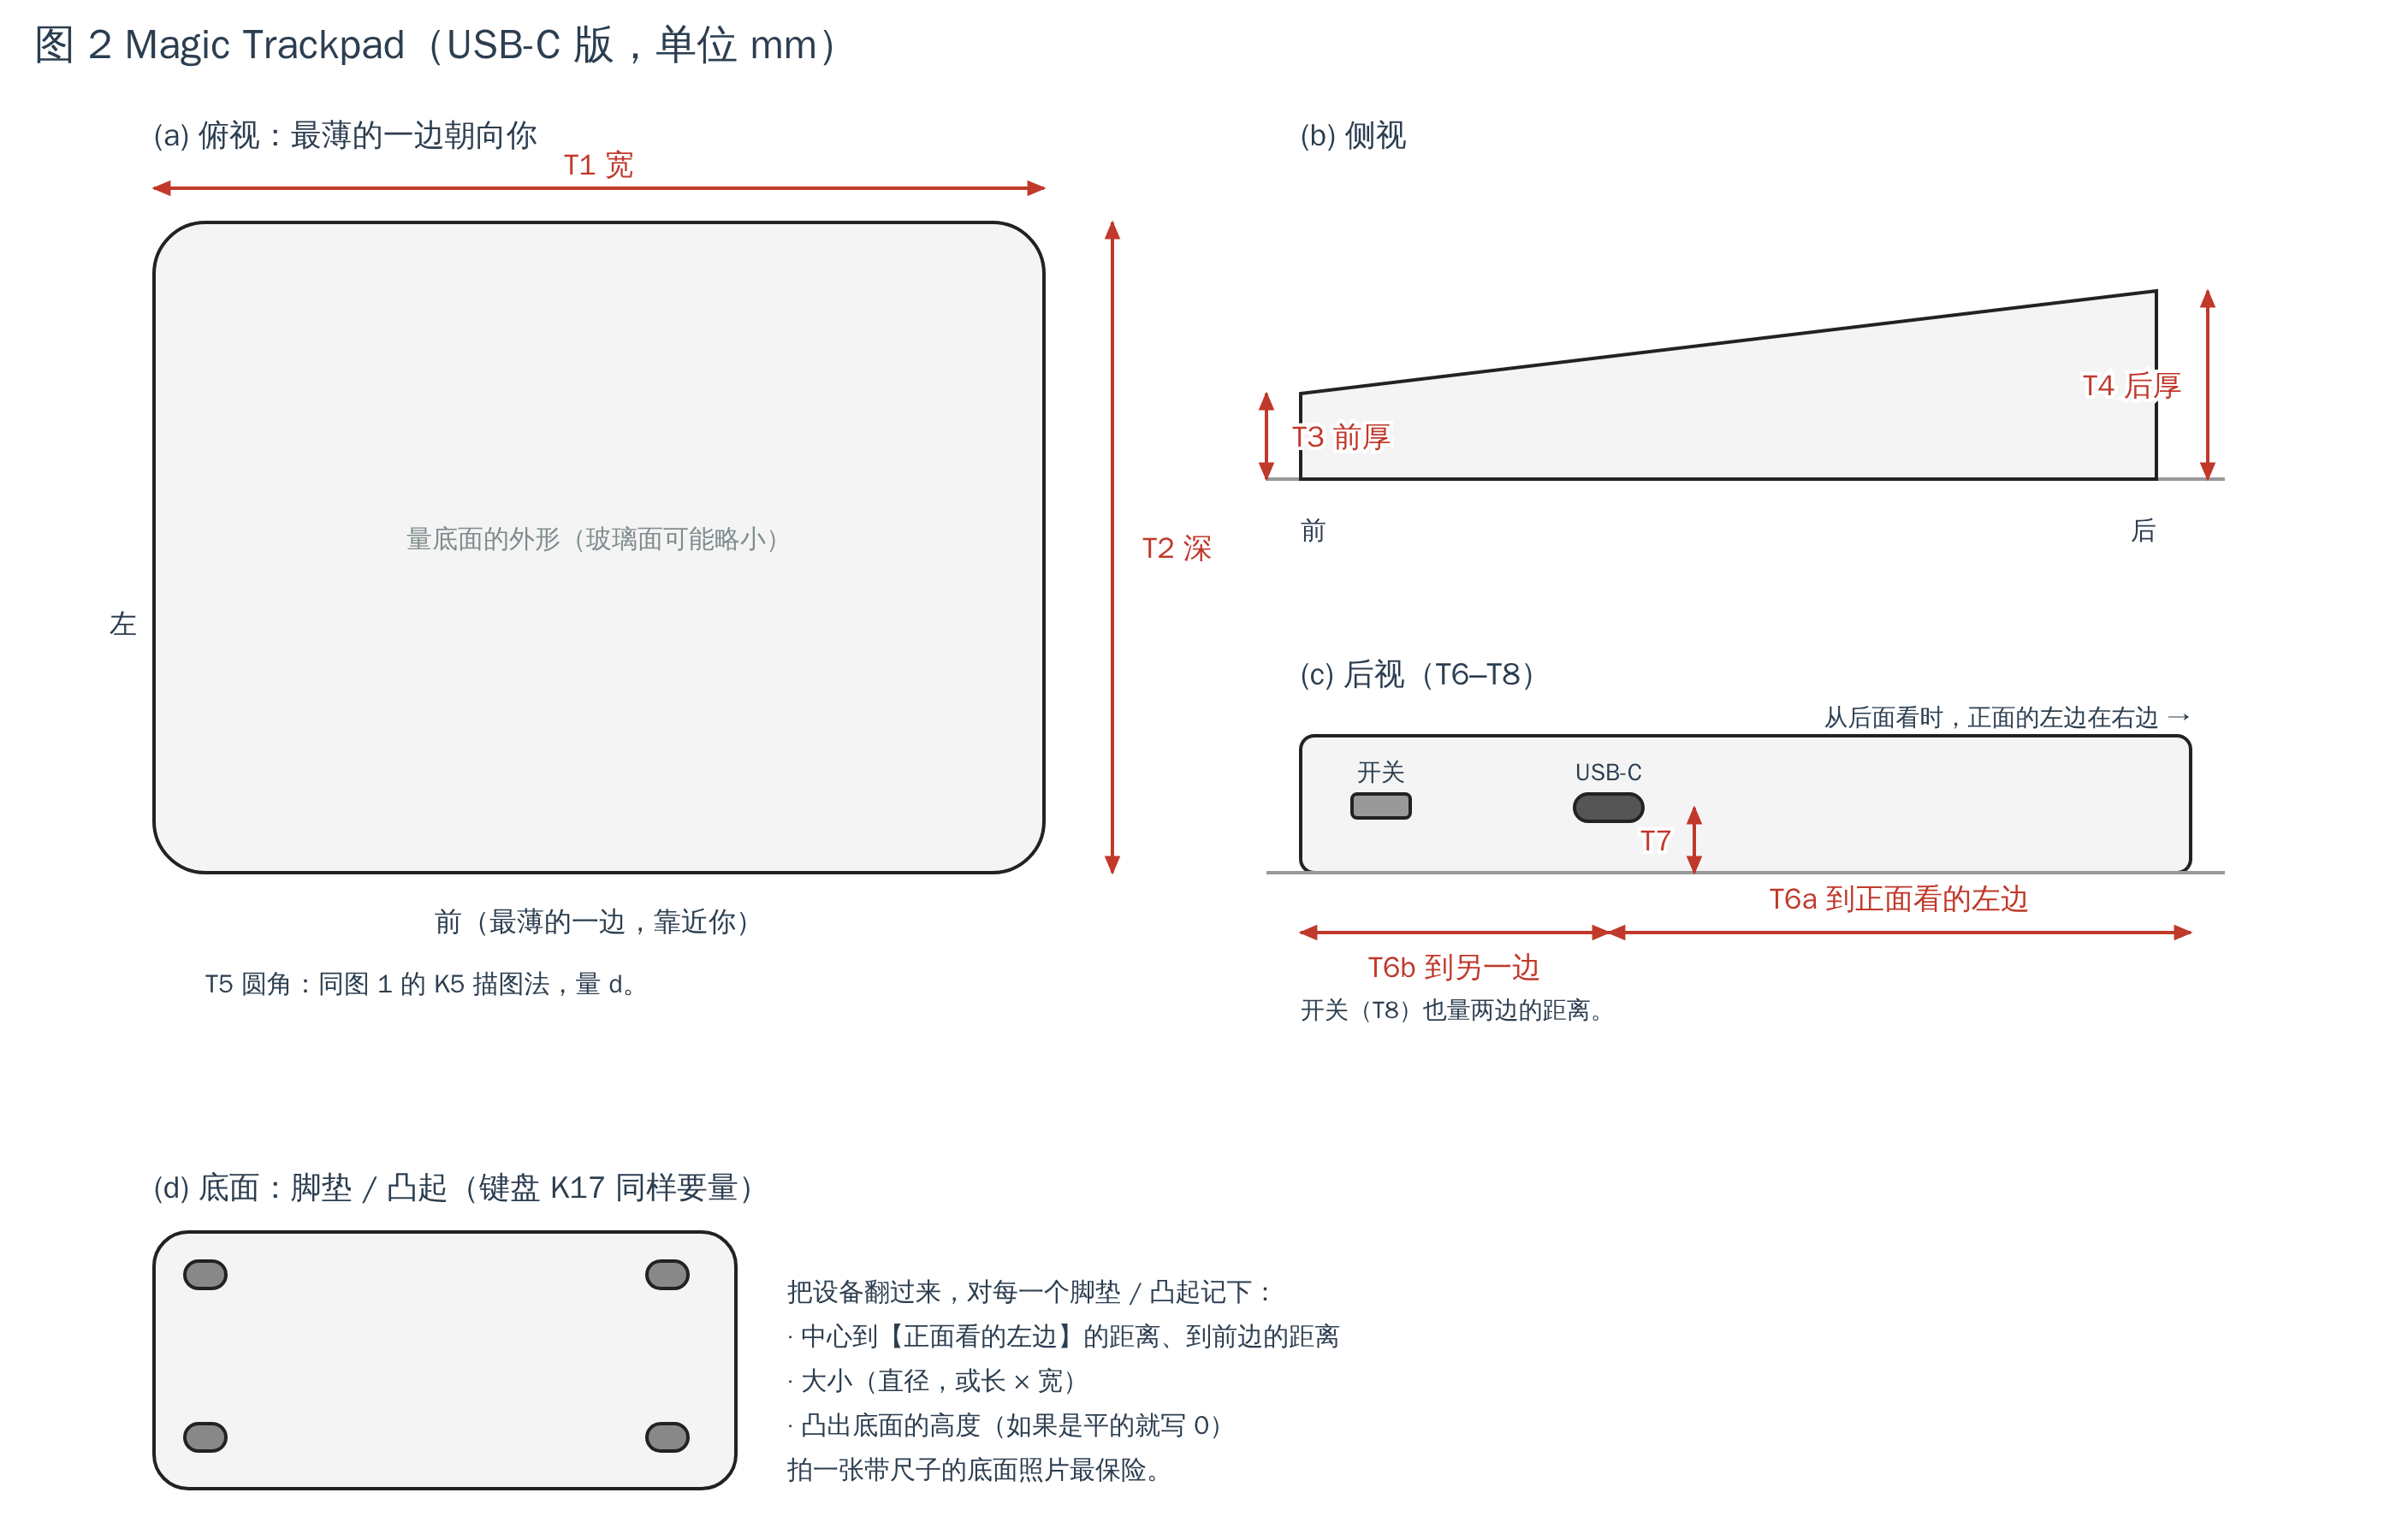 图 2 Magic Trackpad（USB-C 版，单位 mm）
(a) 俯视：最薄的一边朝向你
T1 宽
量底面的外形（玻璃面可能略小）
左
T2 深
前（最薄的一边，靠近你）
T5 圆角：同图 1 的 K5 描图法，量 d。
(b) 侧视
T4 后厚
T3 前厚
前
后
(c) 后视（T6–T8）
从后面看时，正面的左边在右边 →
开关
USB-C
T7
T6a 到正面看的左边
T6b 到另一边
开关（T8）也量两边的距离。
(d) 底面：脚垫 / 凸起（键盘 K17 同样要量）
把设备翻过来，对每一个脚垫 / 凸起记下：
· 中心到【正面看的左边】的距离、到前边的距离
· 大小（直径，或长 × 宽）
· 凸出底面的高度（如果是平的就写 0）
拍一张带尺子的底面照片最保险。